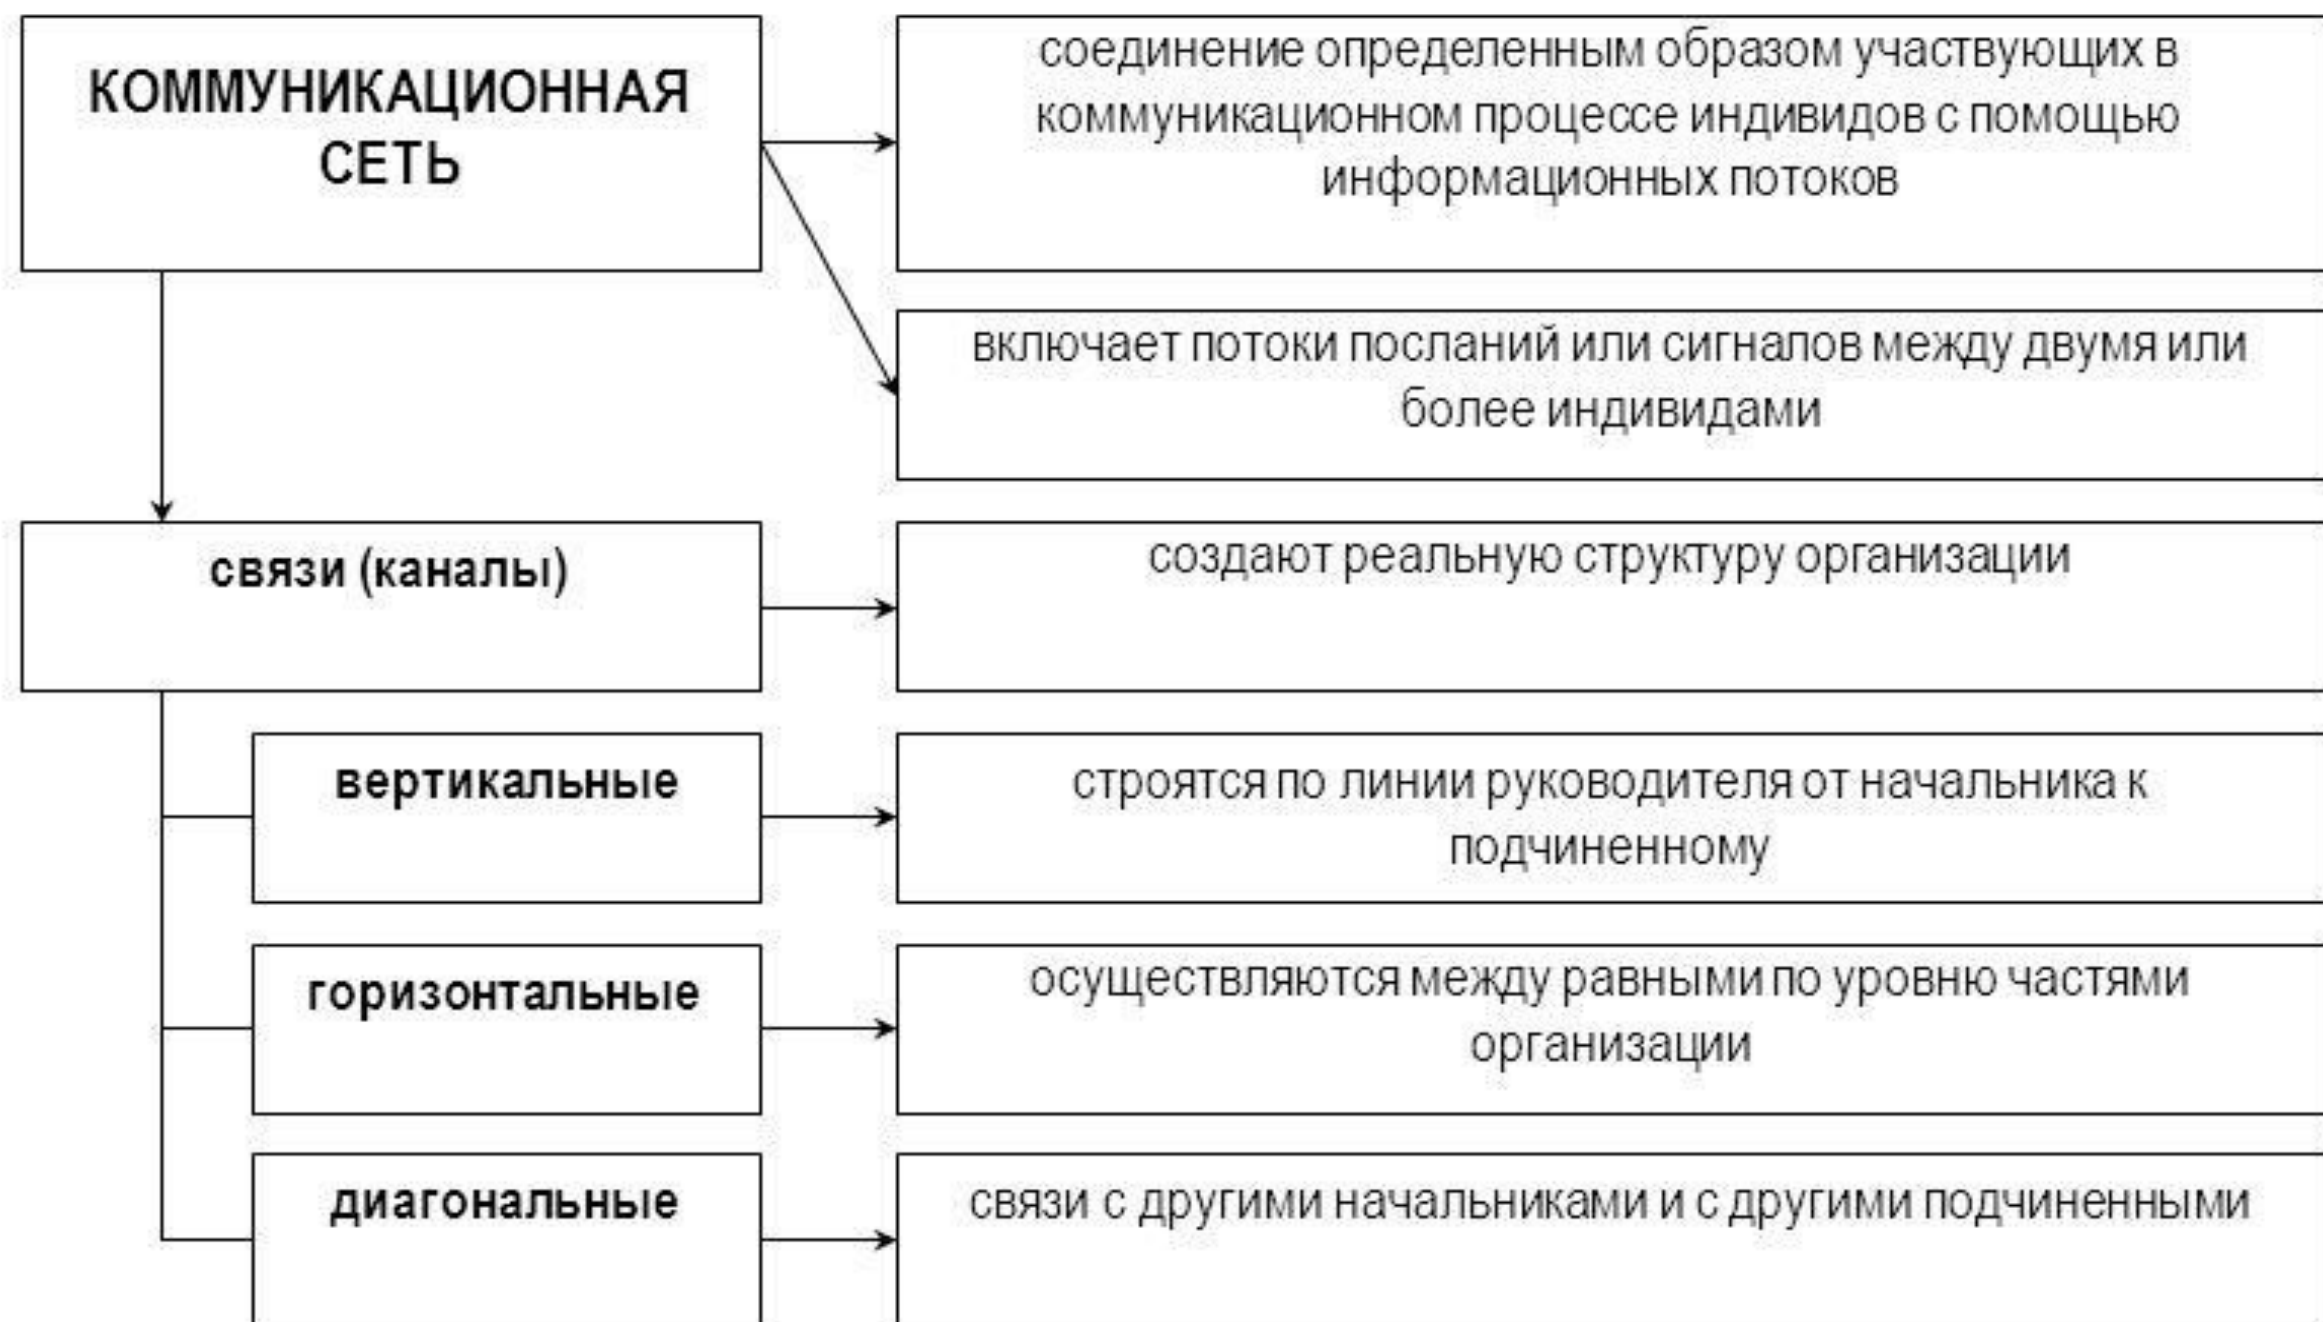 КОММУНИКАЦИОННАЯ
СЕТЬ
соединение определенным образом участвующих в
коммуникационном процессе индивидов с помощью
информационных потоков
включает потоки посланий или сигналов между двумя или
более индивидами
связи (каналы)
создают реальную структуру организации
вертикальные
строятся по линии руководителя от начальника к
подчиненному
горизонтальные
осуществляются между равными по уровню частями
организации
диагональные
связи с другими начальниками и с другими подчиненными